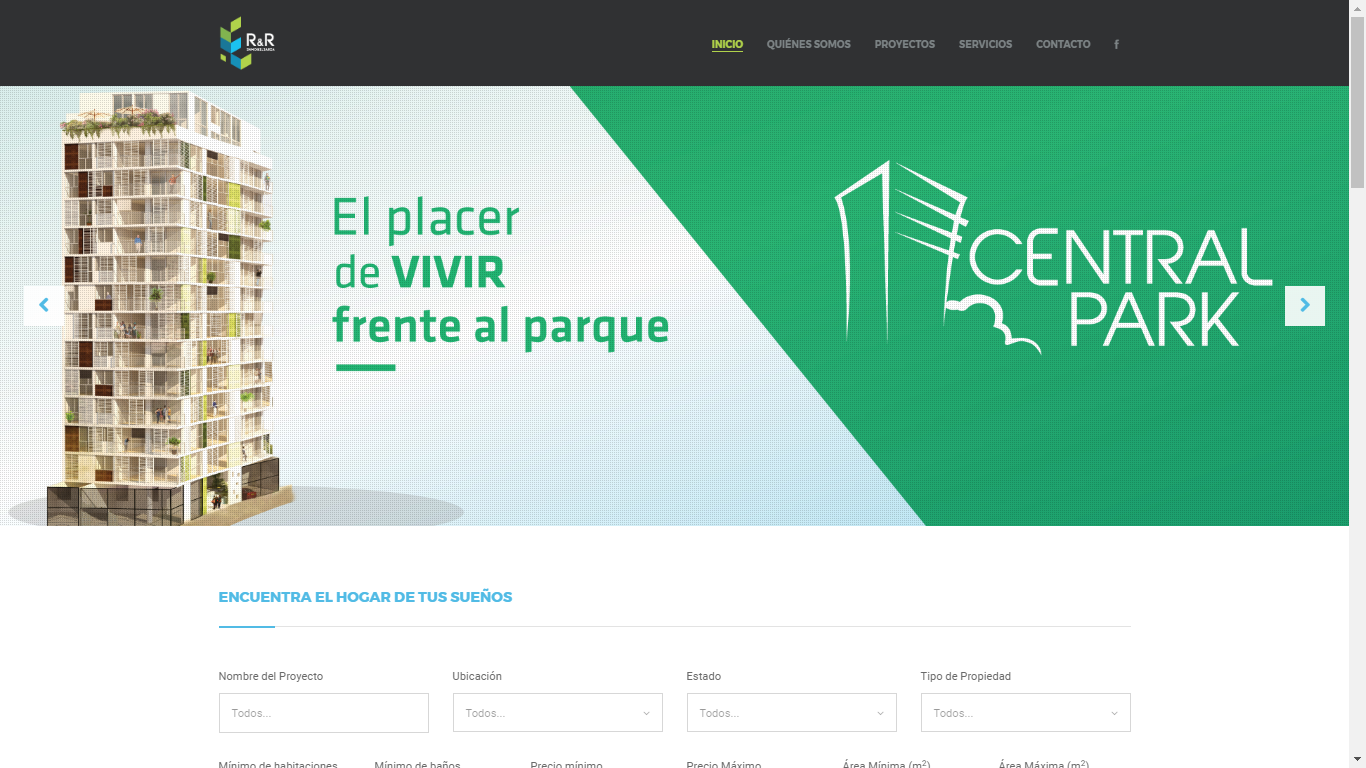 R&R
INMOBILIARIA
INICIO
QUIÉNES SOMOS
PROYECTOS
SERVICIOS
CONTACTO
f
El placer
de VIVIR
frente al parque
CENTRAL
PARK
ENCUENTRA EL HOGAR DE TUS SUEÑOS
Nombre del Proyecto
Ubicación
Estado
Tipo de Propiedad
Todos...
Todos...
Todos...
Todos...
Mínimo de habitaciones
Mínimo de baños
Precio mínimo
Precio Máximo
Área Mínima (m²)
Área Máxima (m²)